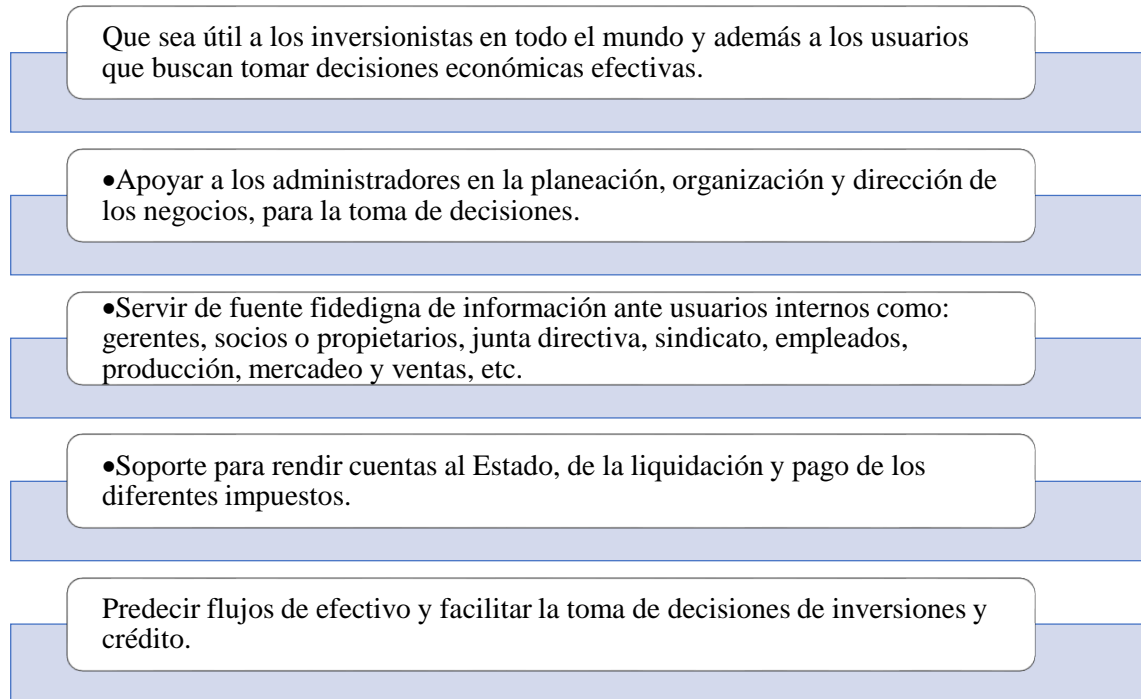 Que sea útil a los inversionistas en todo el mundo y además a los usuarios
que buscan tomar decisiones económicas efectivas.
•Apoyar a los administradores en la planeación, organización y dirección de
los negocios, para la toma de decisiones.
•Servir de fuente fidedigna de información ante usuarios internos como:
gerentes, socios o propietarios, junta directiva, sindicato, empleados,
producción, mercadeo y ventas, etc.
•Soporte para rendir cuentas al Estado, de la liquidación y pago de los
diferentes impuestos.
Predecir flujos de efectivo y facilitar la toma de decisiones de inversiones y
crédito.